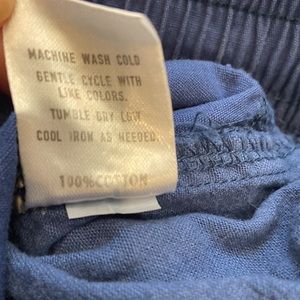 MACHINE WASH COLD
GENTLE CYCLE WITH
LIKE COLORS.
TUMBLE DRY LOW
COOL IRON AS NEEDED.
100%COTTON